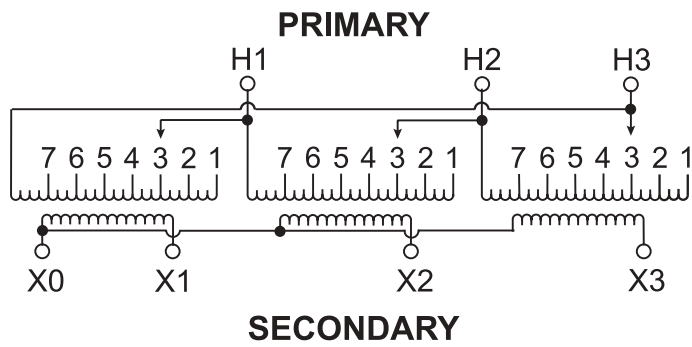 PRIMARY
H1 H2 H3
7 6 5 4 3 2 1 7 6 5 4 3 2 1 7 6 5 4 3 2 1
X0 X1 X2 X3
SECONDARY